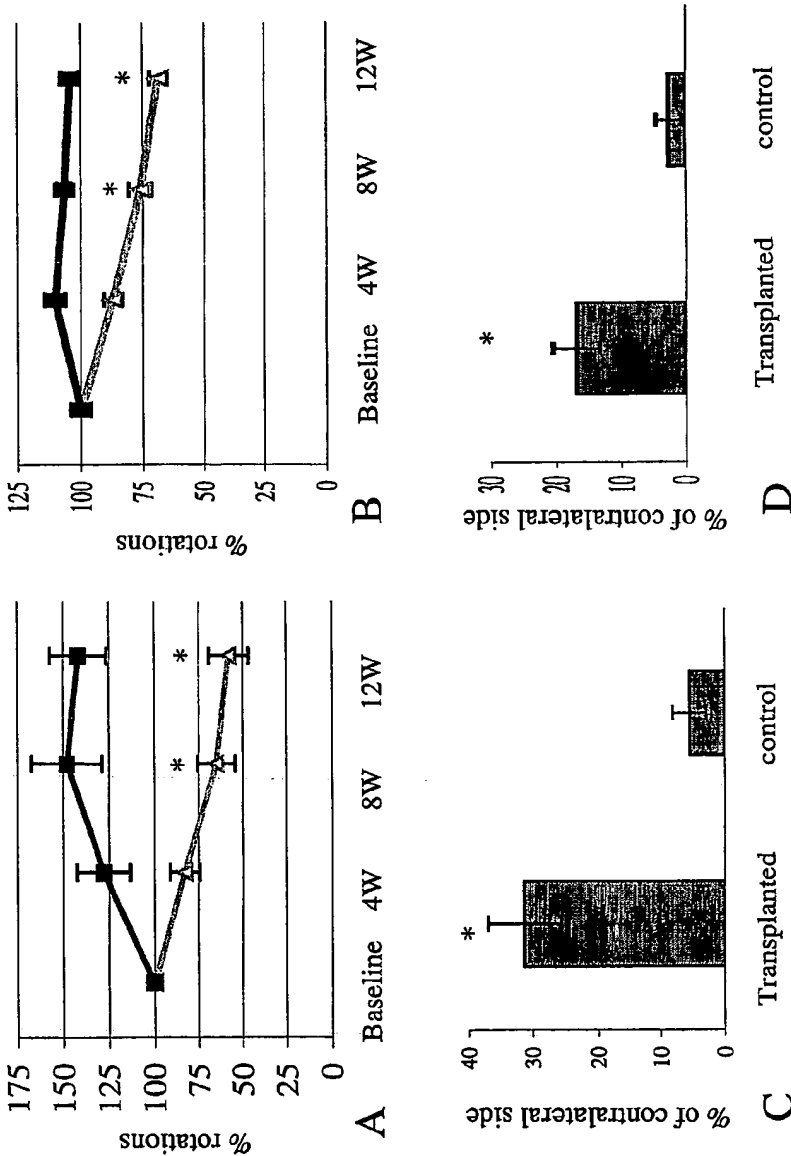 175
150
125
100
75
50
25
0
% rotations
*
*
Baseline 4W 8W 12W
A
125
100
75
50
25
0
% rotations
*
*
Baseline 4W 8W 12W
B
40
30
20
10
0
% of contralateral side
*
Transplanted control
C
30
20
10
0
% of contralateral side
*
Transplanted control
D